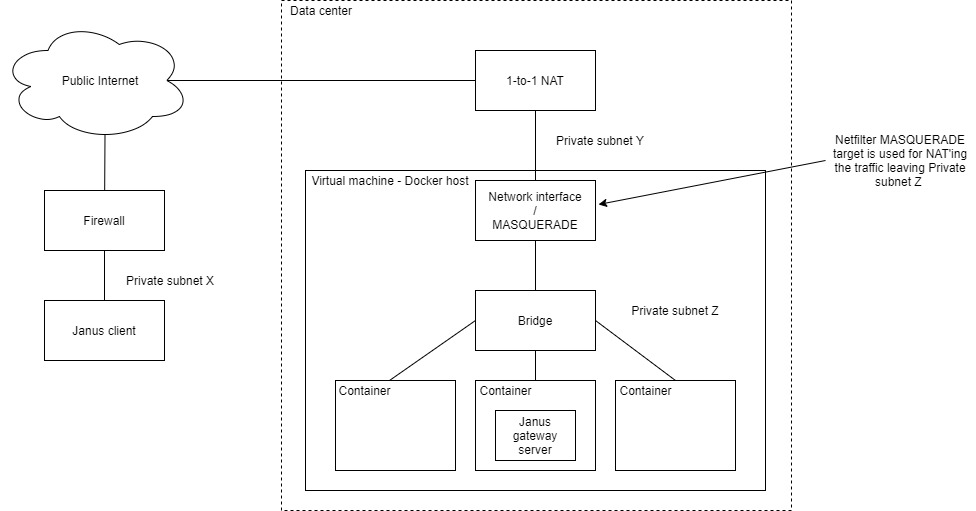 Data center
Public Internet
1-to-1 NAT
Private subnet Y
Netfilter MASQUERADE
target is used for NAT'ing
the traffic leaving Private
subnet Z
Virtual machine - Docker host
Network interface
/
MASQUERADE
Firewall
Private subnet X
Janus client
Bridge
Private subnet Z
Container
Container
Container
Janus
gateway
server